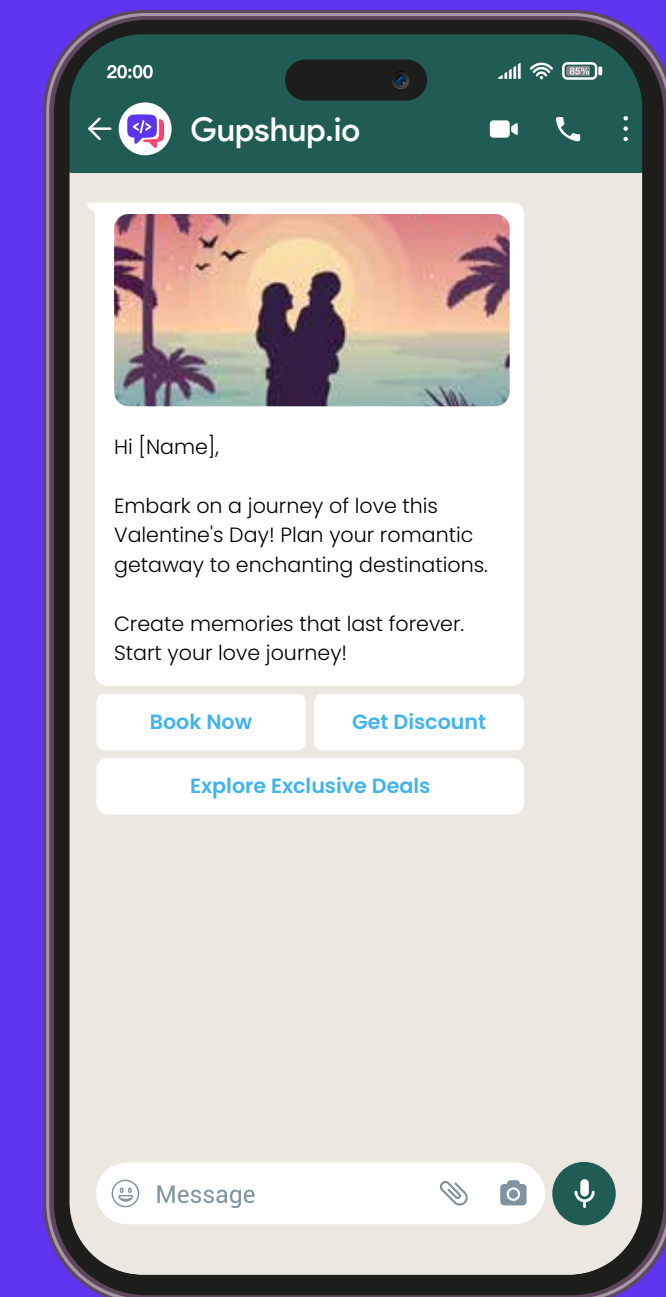 20:00
85%
Gupshup.io
Hi [Name],
Embark on a journey of love this
Valentine's Day! Plan your romantic
getaway to enchanting destinations.
Create memories that last forever.
Start your love journey!
Book Now
Get Discount
Explore Exclusive Deals
Message